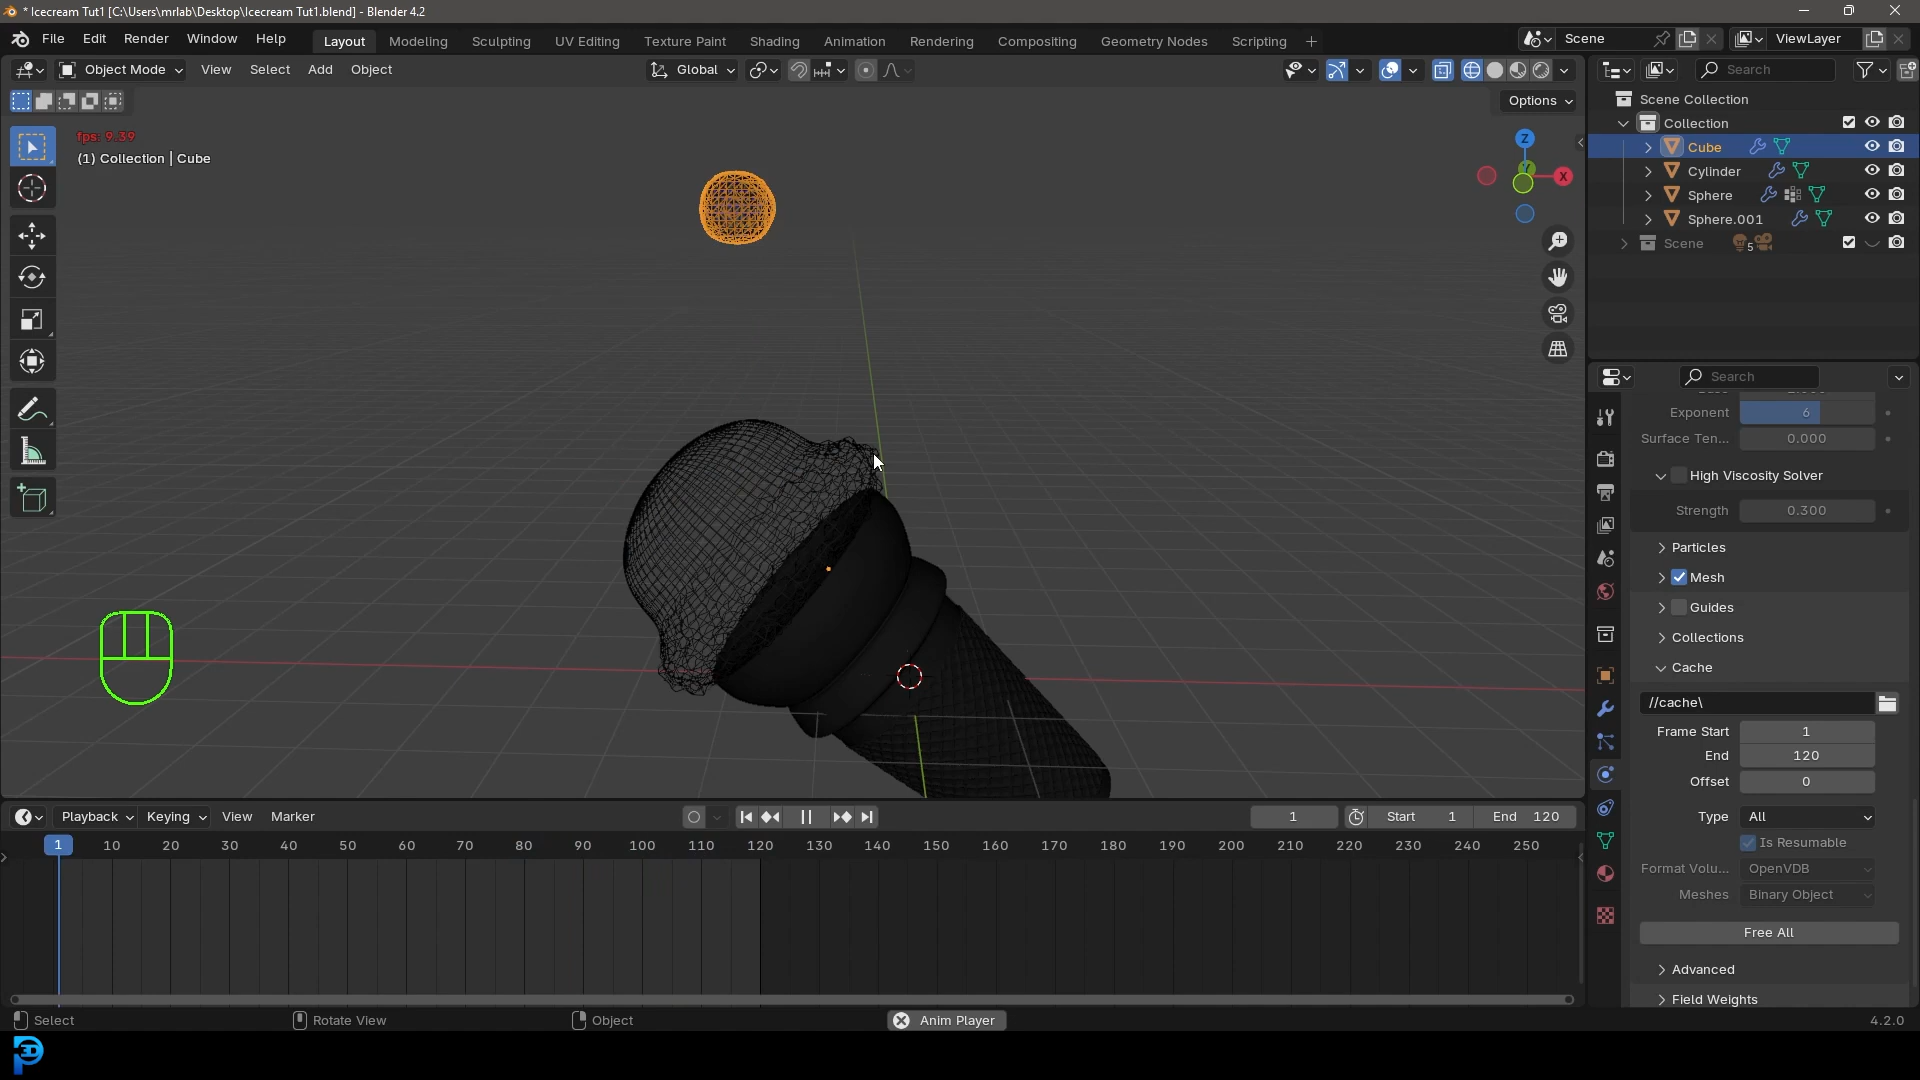 * Icecream Tut1 [C:\Users\mrlab\Desktop\Icecream Tut1.blend] - Blender 4.2
File Edit Render Window Help Layout Modeling Sculpting UV Editing Texture Paint Shading Animation Rendering Compositing Geometry Nodes Scripting + Scene ViewLayer
Object Mode View Select Add Object Global Search
Options
Scene Collection
Collection
Cube
Cylinder
Sphere
Sphere.001
Scene 5
fps: 9.39
(1) Collection | Cube
Z
Y
X
Search
Exponent 6
Surface Ten... 0.000
High Viscosity Solver
Strength 0.300
Particles
Mesh
Guides
Collections
Cache
//cache\
Frame Start 1
End 120
Offset 0
Type All
Is Resumable
Format Volu... OpenVDB
Meshes Binary Object
Free All
Advanced
Field Weights
Playback Keying View Marker 1 Start 1 End 120
1 10 20 30 40 50 60 70 80 90 100 110 120 130 140 150 160 170 180 190 200 210 220 230 240 250
Select Rotate View Object Anim Player 4.2.0